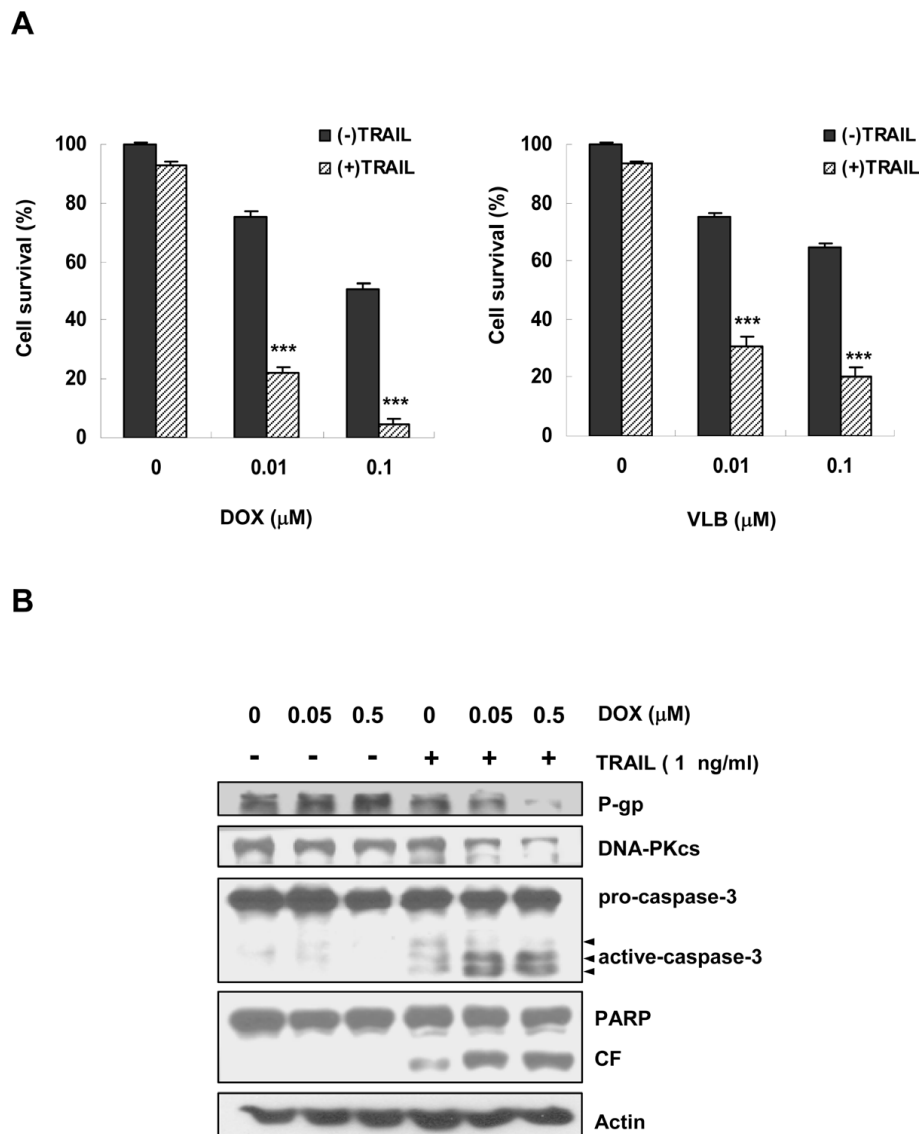 A
(-)TRAIL
(+)TRAIL
100
80
60
40
20
0
Cell survival (%)
***
***
0 0.01 0.1
DOX (μM)
(-)TRAIL
(+)TRAIL
100
80
60
40
20
0
Cell survival (%)
***
***
0 0.01 0.1
VLB (μM)
B
0 0.05 0.5 0 0.05 0.5 DOX (μM)
- - - + + + TRAIL ( 1 ng/ml)
P-gp
DNA-PKcs
pro-caspase-3
active-caspase-3
PARP
CF
Actin